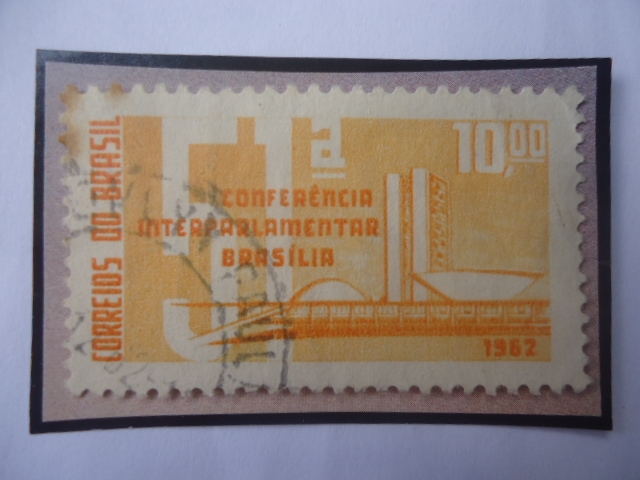 CORREIOS DO BRASIL
51ª
10,00
CONFERÊNCIA
INTERPARLAMENTAR
BRASÍLIA
1962